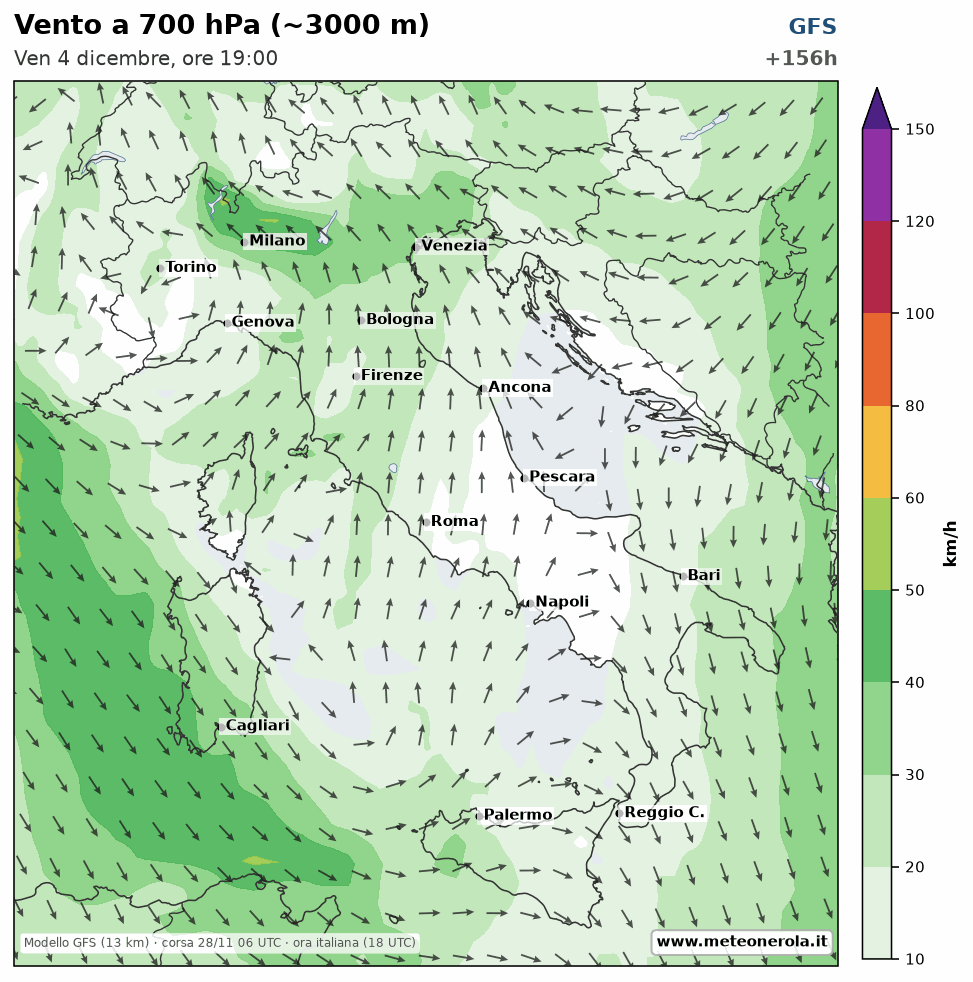 Vento a 700 hPa (~3000 m)
GFS
Ven 4 dicembre, ore 19:00
+156h
Milano
Venezia
Torino
Genova
Bologna
Firenze
Ancona
Pescara
Roma
Bari
Napoli
Cagliari
Palermo
Reggio C.
150
120
100
80
60
50
40
30
20
10
km/h
Modello GFS (13 km) · corsa 28/11 06 UTC · ora italiana (18 UTC)
www.meteonerola.it